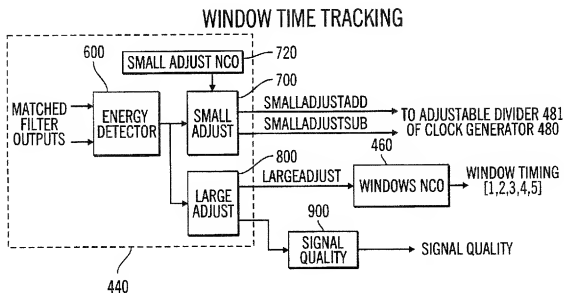 WINDOW TIME TRACKING
720
600
SMALL ADJUST NCO
700
MATCHED
FILTER
OUTPUTS
ENERGY
DETECTOR
SMALL
ADJUST
SMALLADJUSTADD
SMALLADJUSTSUB
TO ADJUSTABLE DIVIDER 481
OF CLOCK GENERATOR 480
800
LARGEADJUST
460
LARGE
ADJUST
WINDOWS NCO
WINDOW TIMING
[1,2,3,4,5]
900
SIGNAL
QUALITY
SIGNAL QUALITY
440